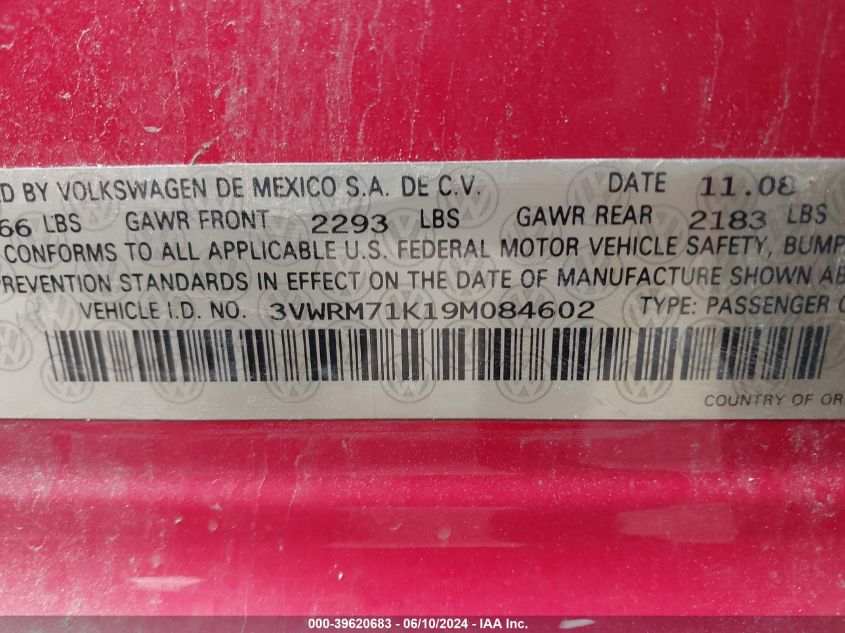 D BY VOLKSWAGEN DE MEXICO S.A. DE C.V. DATE 11.08
66 LBS GAWR FRONT 2293 LBS GAWR REAR 2183 LBS
CONFORMS TO ALL APPLICABLE U.S. FEDERAL MOTOR VEHICLE SAFETY, BUMP
PREVENTION STANDARDS IN EFFECT ON THE DATE OF MANUFACTURE SHOWN AB
VEHICLE I.D. NO. 3VWRM71K19M084602 TYPE: PASSENGER C
COUNTRY OF OR
000-39620683 - 06/10/2024 - IAA Inc.